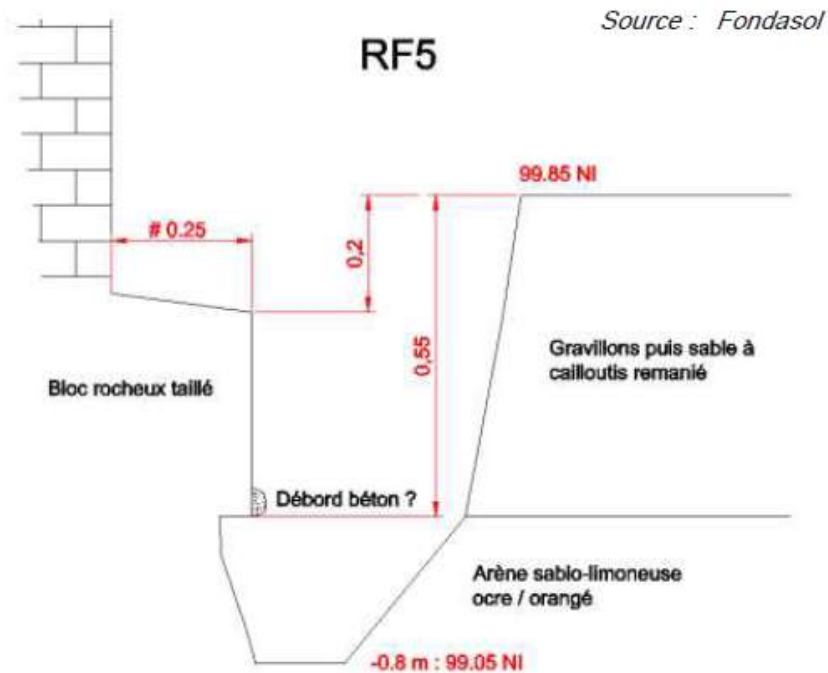 Source : Fondasol
RF5
99.85 NI
# 0.25
0,2
0,55
Gravillons puis sable à
cailloutis remanié
Bloc rocheux taillé
Débord béton ?
Arène sablo-limoneuse
ocre / orangé
-0.8 m : 99.05 NI